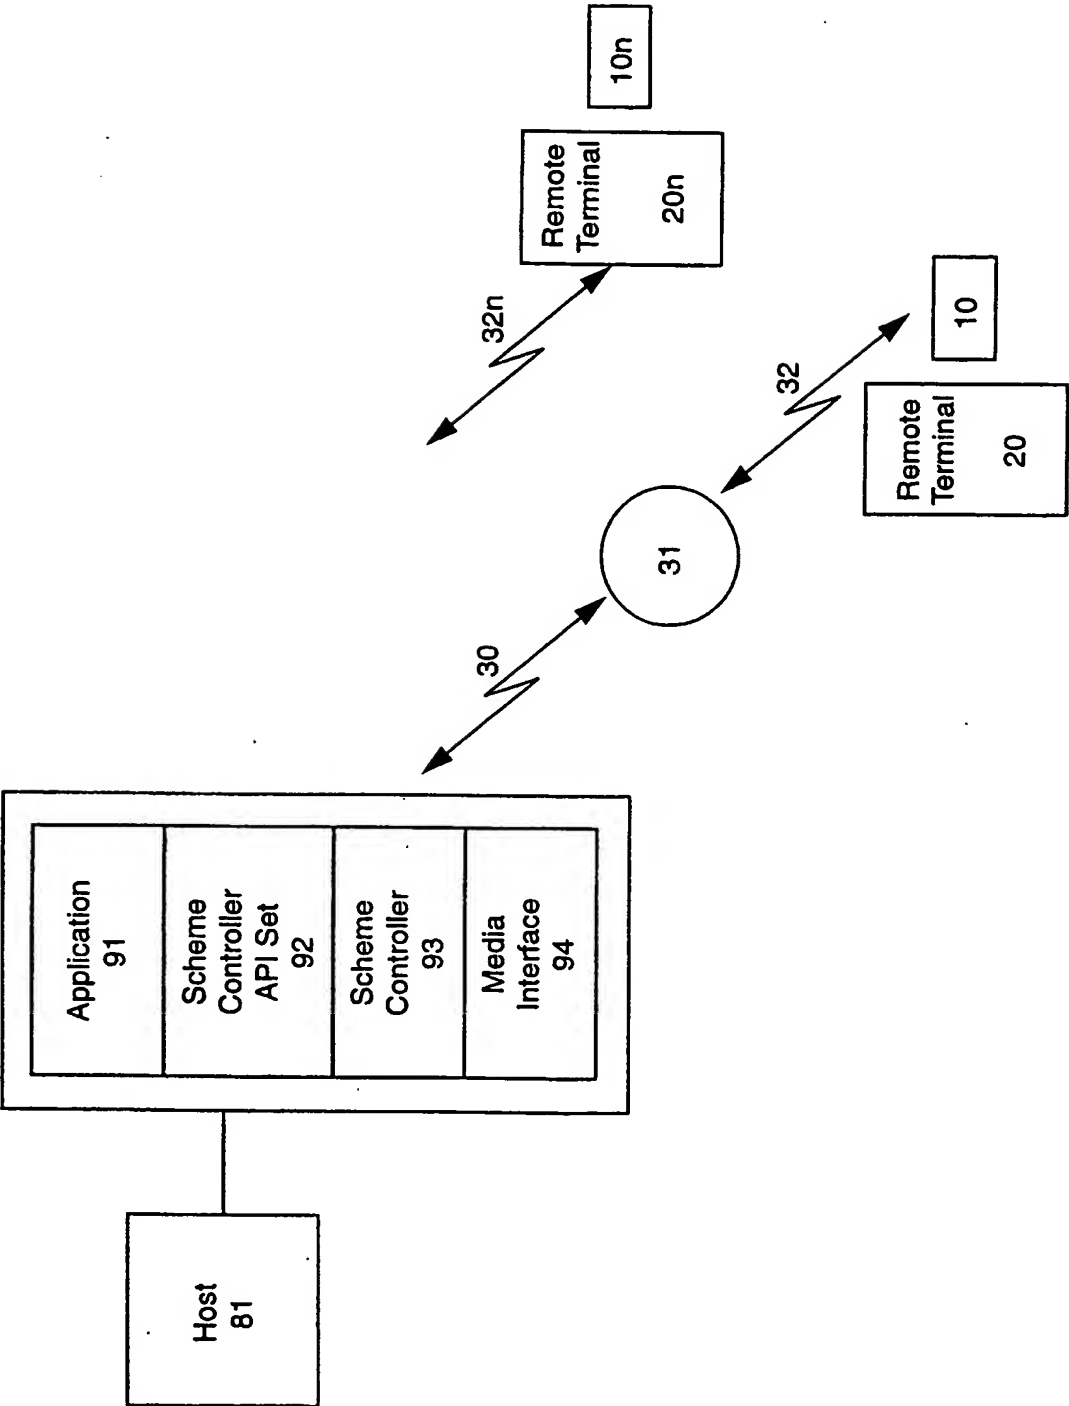 Host
81
Application
91
Scheme
Controller
API Set
92
Scheme
Controller
93
Media
Interface
94
30
31
32n
32
Remote
Terminal
20n
10n
Remote
Terminal
20
10